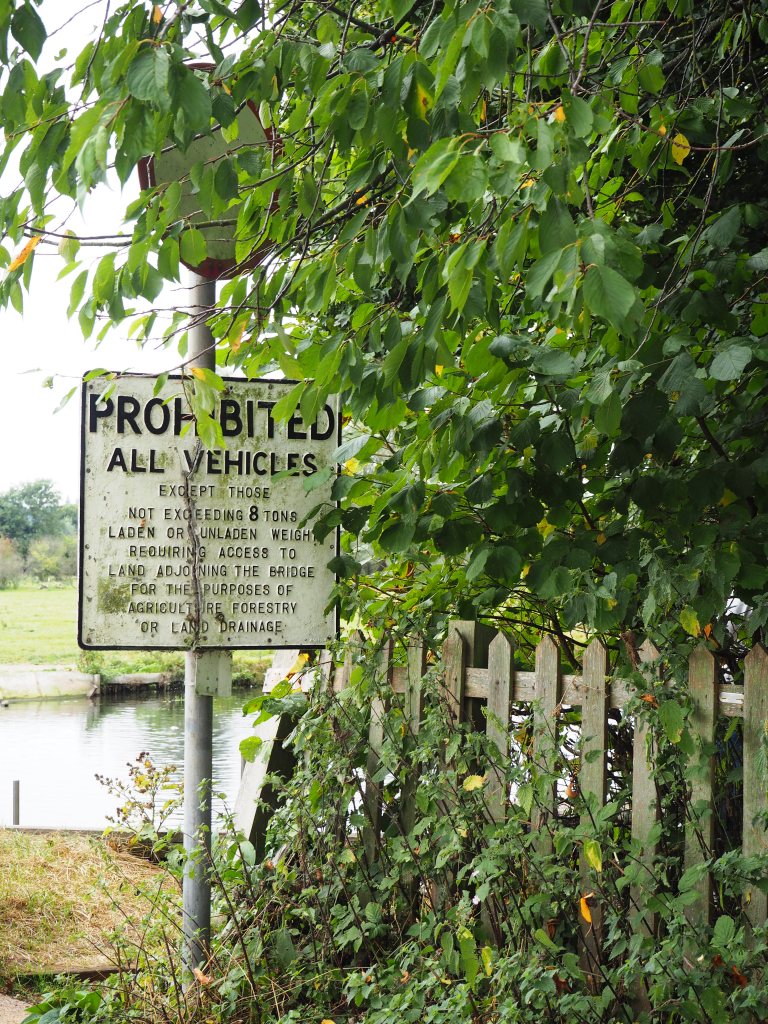 PROHIBITED
ALL VEHICLES
EXCEPT THOSE
NOT EXCEEDING 8 TONS
LADEN OR UNLADEN WEIGHT
REQUIRING ACCESS TO
LAND ADJOINING THE BRIDGE
FOR THE PURPOSES OF
AGRICULTURE FORESTRY
OR LAND DRAINAGE